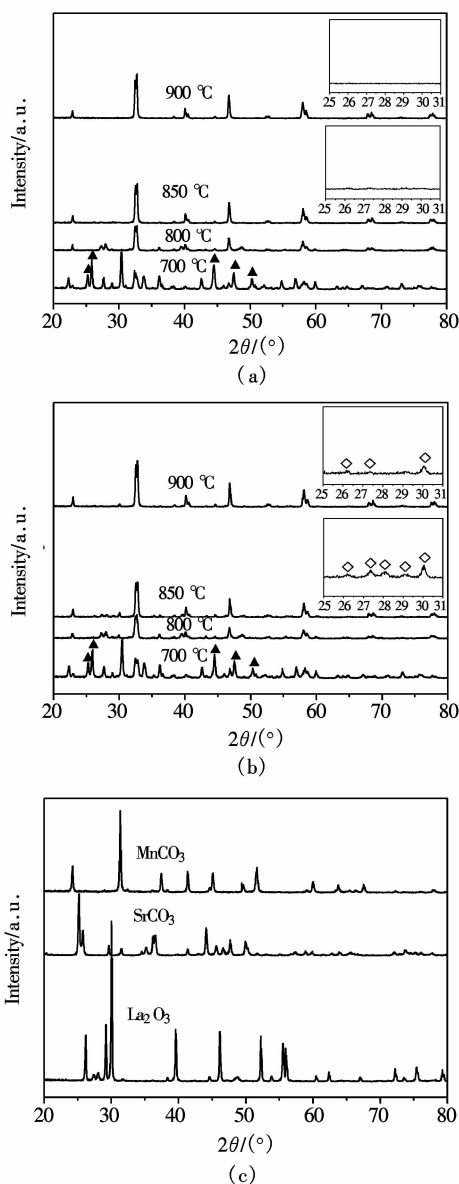 Intensity/a. u.
900 ℃
850 ℃
800 ℃
700 ℃
25 26 27 28 29 30 31
25 26 27 28 29 30 31
20 30 40 50 60 70 80
2θ/(°)
(a)
Intensity/a. u.
900 ℃
850 ℃
800 ℃
700 ℃
25 26 27 28 29 30 31
25 26 27 28 29 30 31
20 30 40 50 60 70 80
2θ/(°)
(b)
Intensity/a. u.
MnCO₃
SrCO₃
La₂O₃
20 30 40 50 60 70 80
2θ/(°)
(c)